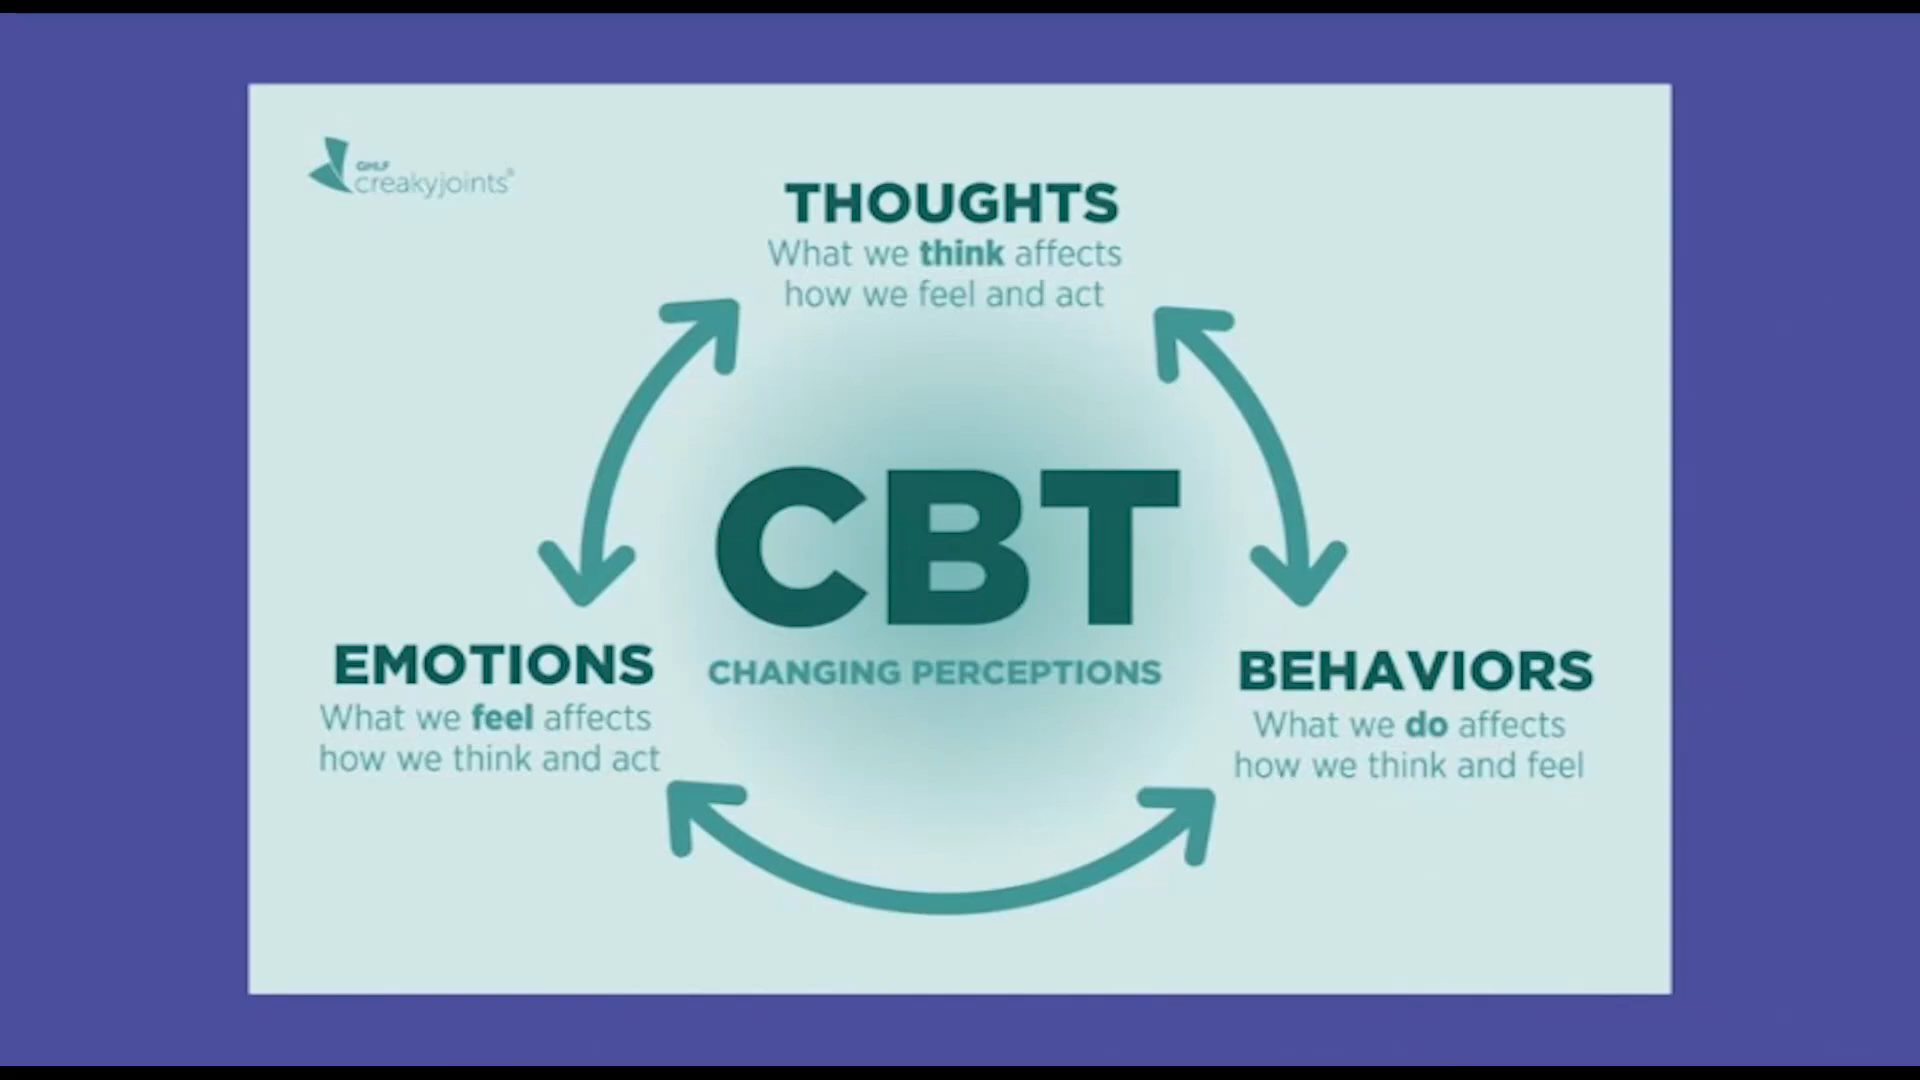 GHLF
creakyjoints®
THOUGHTS
What we think affects
how we feel and act
CBT
CHANGING PERCEPTIONS
EMOTIONS
What we feel affects
how we think and act
BEHAVIORS
What we do affects
how we think and feel